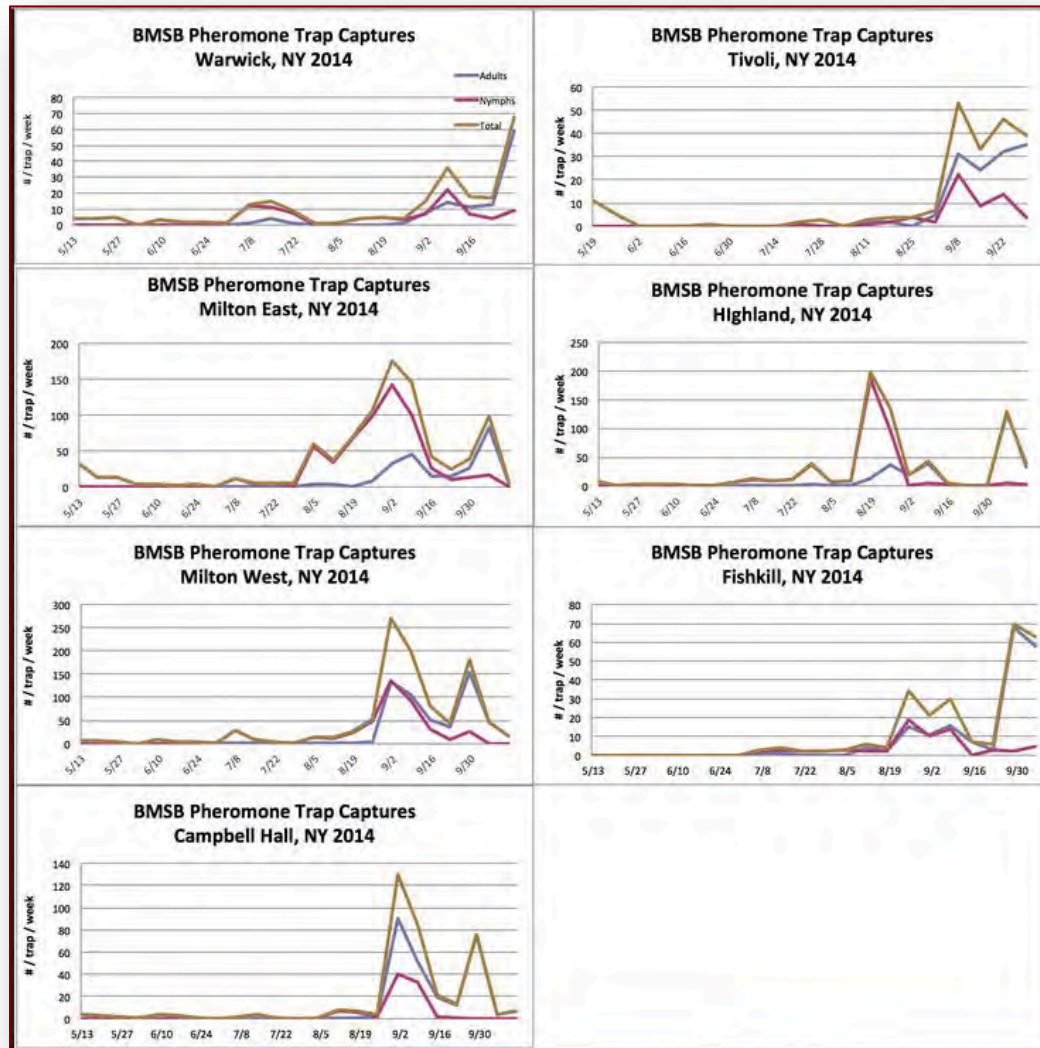 BMSB Pheromone Trap Captures
Warwick, NY 2014
Adults
Nymphs
Total
# / trap / week
80
70
60
50
40
30
20
10
0
5/13 5/27 6/10 6/24 7/8 7/22 8/5 8/19 9/2 9/16
BMSB Pheromone Trap Captures
Tivoli, NY 2014
# / trap / week
60
50
40
30
20
10
0
5/19 6/2 6/16 6/30 7/14 7/28 8/11 8/25 9/8 9/22
BMSB Pheromone Trap Captures
Milton East, NY 2014
# / trap / week
200
150
100
50
0
5/13 5/27 6/10 6/24 7/8 7/22 8/5 8/19 9/2 9/16 9/30
BMSB Pheromone Trap Captures
HIghland, NY 2014
# / trap / week
250
200
150
100
50
0
5/13 5/27 6/10 6/24 7/8 7/22 8/5 8/19 9/2 9/16 9/30
BMSB Pheromone Trap Captures
Milton West, NY 2014
# / trap / week
300
250
200
150
100
50
0
5/13 5/27 6/10 6/24 7/8 7/22 8/5 8/19 9/2 9/16 9/30
BMSB Pheromone Trap Captures
Fishkill, NY 2014
# / trap / week
80
70
60
50
40
30
20
10
0
5/13 5/27 6/10 6/24 7/8 7/22 8/5 8/19 9/2 9/16 9/30
BMSB Pheromone Trap Captures
Campbell Hall, NY 2014
# / trap / week
140
120
100
80
60
40
20
0
5/13 5/27 6/10 6/24 7/8 7/22 8/5 8/19 9/2 9/16 9/30